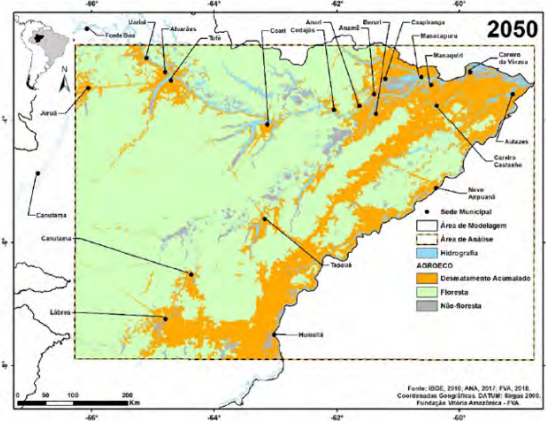 2050
Fonte Boa
Uarini
Alvarães
Tefé
Coari
Codajás
Anori
Anamã
Beruri
Caapiranga
Manacapuru
Manaquiri
Careiro da Várzea
Juruá
Autazes
Careiro Castanho
Novo Aripuanã
Carauari
Canutama
Tapauá
Lábrea
Humaitá
N
Sede Municipal
Área de Modelagem
Área de Análise
Hidrografia
AGROECO
Desmatamento Acumulado
Floresta
Não-floresta
Fonte: IBGE, 2016; ANA, 2017; FVA, 2018.
Coordenadas Geográficas. DATUM: Sirgas 2000.
Fundação Vitória Amazônica - FVA.
0 50 100 200
Km
-66° -64° -62° -60°